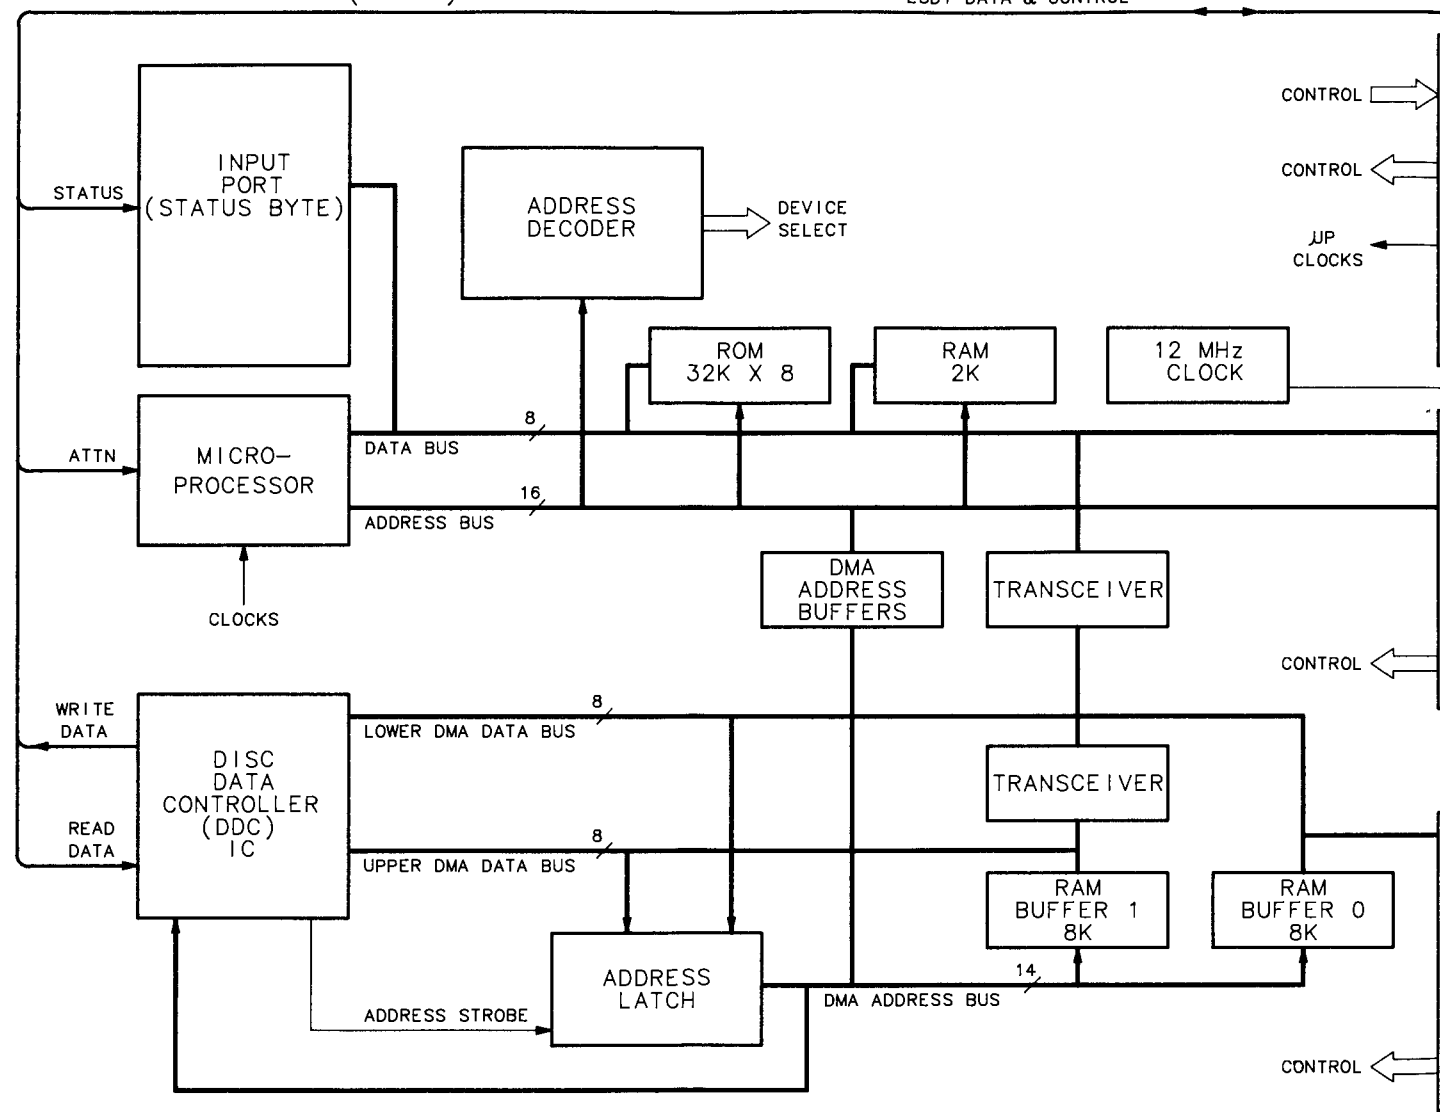 DATA & CONTROL
CONTROL
INPUT
PORT
(STATUS BYTE)
STATUS
ADDRESS
DECODER
DEVICE
SELECT
CONTROL
μP
CLOCKS
ROM
32K X 8
RAM
2K
12 MHz
CLOCK
8
DATA BUS
ATTN
MICRO-
PROCESSOR
16
ADDRESS BUS
DMA
ADDRESS
BUFFERS
TRANSCEIVER
CLOCKS
CONTROL
WRITE
DATA
8
LOWER DMA DATA BUS
DISC
DATA
CONTROLLER
(DDC)
IC
TRANSCEIVER
READ
DATA
8
UPPER DMA DATA BUS
RAM
BUFFER 1
8K
RAM
BUFFER 0
8K
ADDRESS
LATCH
14
DMA ADDRESS BUS
ADDRESS STROBE
CONTROL